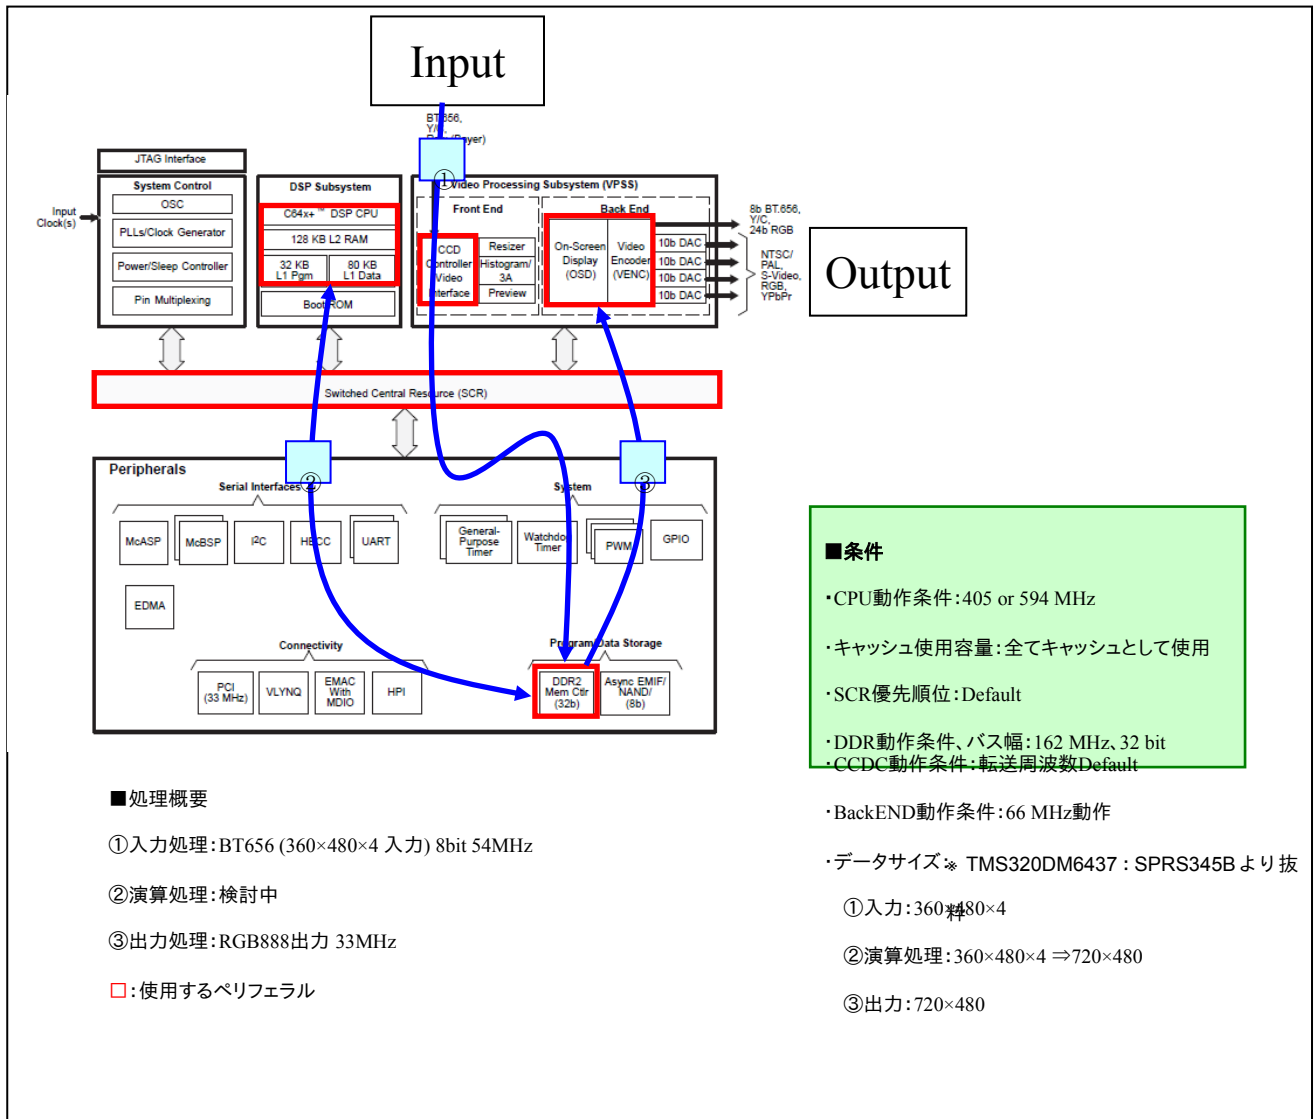 Input
BT.656,
Y/C,
(Bayer)
①
JTAG Interface
System Control
OSC
PLLs/Clock Generator
Power/Sleep Controller
Pin Multiplexing
Input
Clock(s)
DSP Subsystem
C64x+™ DSP CPU
128 KB L2 RAM
32 KB
L1 Pgm
80 KB
L1 Data
Boot ROM
Video Processing Subsystem (VPSS)
Front End
CCD
Controller
Video
Interface
Resizer
Histogram/
3A
Preview
Back End
On-Screen
Display
(OSD)
Video
Encoder
(VENC)
10b DAC
10b DAC
10b DAC
10b DAC
8b BT.656,
Y/C,
24b RGB
NTSC/
PAL,
S-Video,
RGB,
YPbPr
Output
Switched Central Resource (SCR)
②
③
Peripherals
Serial Interfaces
System
McASP
McBSP
I²C
HECC
UART
General-
Purpose
Timer
Watchdog
Timer
PWM
GPIO
EDMA
Connectivity
Program/Data Storage
PCI
(33 MHz)
VLYNQ
EMAC
With
MDIO
HPI
DDR2
Mem Ctlr
(32b)
Async EMIF/
NAND/
(8b)
■条件
・CPU動作条件:405 or 594 MHz
・キャッシュ使用容量:全てキャッシュとして使用
・SCR優先順位:Default
・DDR動作条件、バス幅:162 MHz、32 bit
・CCDC動作条件:転送周波数Default
・BackEND動作条件:66 MHz動作
・データサイズ:
※ TMS320DM6437 : SPRS345Bより抜
粋
①入力:360×480×4
②演算処理:360×480×4 ⇒720×480
③出力:720×480
■処理概要
①入力処理:BT656 (360×480×4 入力) 8bit 54MHz
②演算処理:検討中
③出力処理:RGB888出力 33MHz
□:使用するペリフェラル